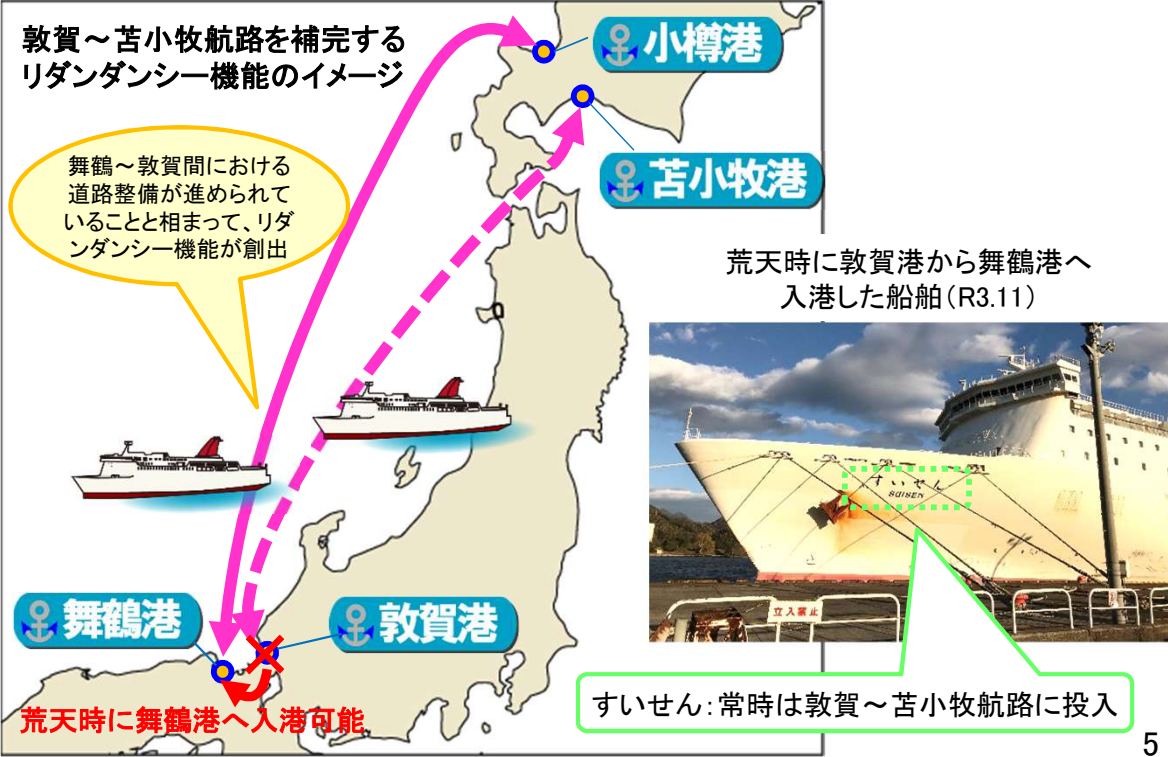 敦賀～苫小牧航路を補完する
リダンダンシー機能のイメージ
小樽港
苫小牧港
舞鶴～敦賀間における
道路整備が進められて
いることと相まって、リダ
ンダンシー機能が創出
荒天時に敦賀港から舞鶴港へ
入港した船舶（R3.11）
すいせん
SUISEN
立入禁止
舞鶴港
敦賀港
荒天時に舞鶴港へ入港可能
すいせん：常時は敦賀～苫小牧航路に投入
5